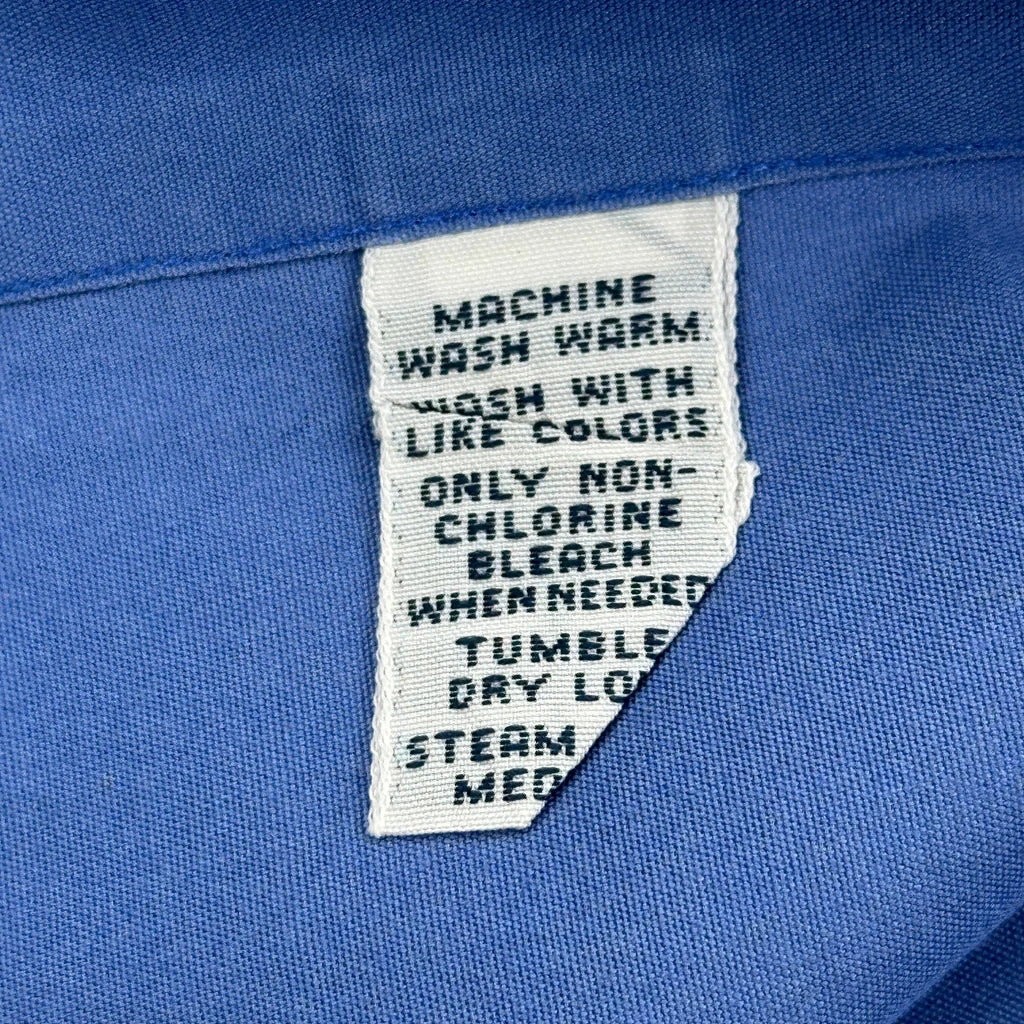 MACHINE
WASH WARM
WASH WITH
LIKE COLORS
ONLY NON-
CHLORINE
BLEACH
WHEN NEEDED
TUMBLE
DRY LO
STEAM
MED